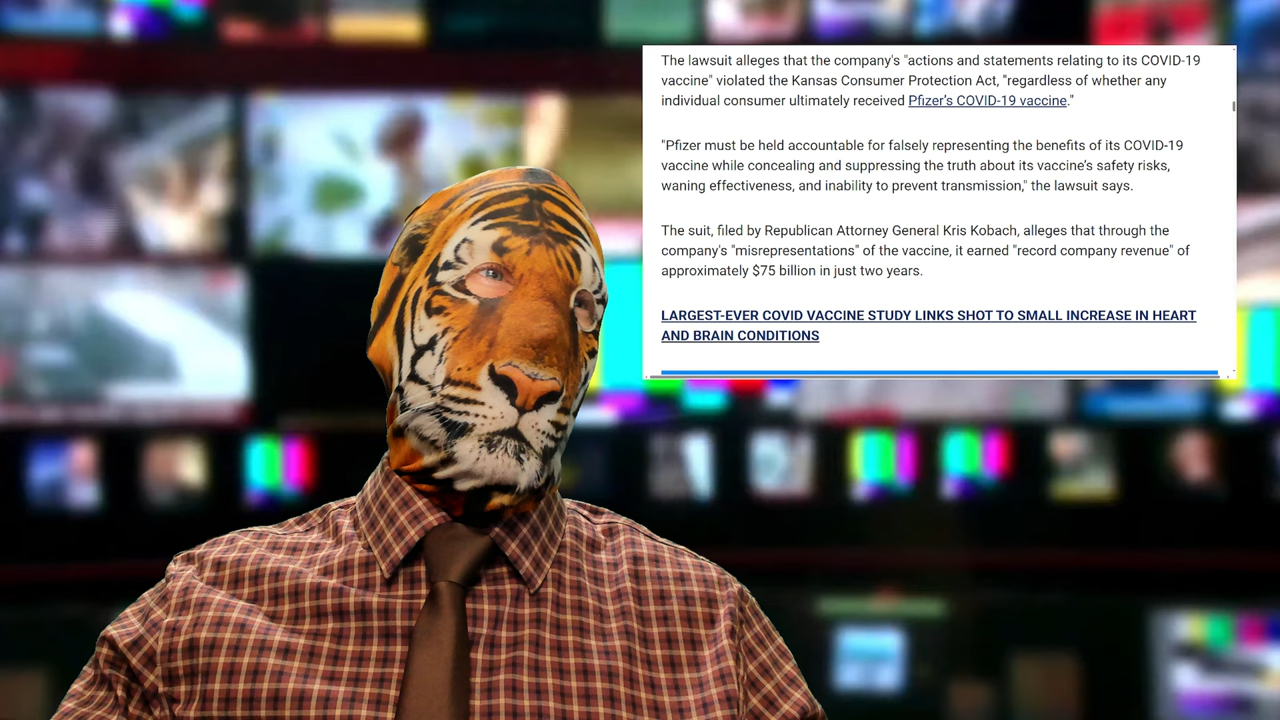 The lawsuit alleges that the company's "actions and statements relating to its COVID-19
vaccine" violated the Kansas Consumer Protection Act, "regardless of whether any
individual consumer ultimately received Pfizer's COVID-19 vaccine."
"Pfizer must be held accountable for falsely representing the benefits of its COVID-19
vaccine while concealing and suppressing the truth about its vaccine’s safety risks,
waning effectiveness, and inability to prevent transmission," the lawsuit says.
The suit, filed by Republican Attorney General Kris Kobach, alleges that through the
company's "misrepresentations" of the vaccine, it earned "record company revenue" of
approximately $75 billion in just two years.
LARGEST-EVER COVID VACCINE STUDY LINKS SHOT TO SMALL INCREASE IN HEART
AND BRAIN CONDITIONS